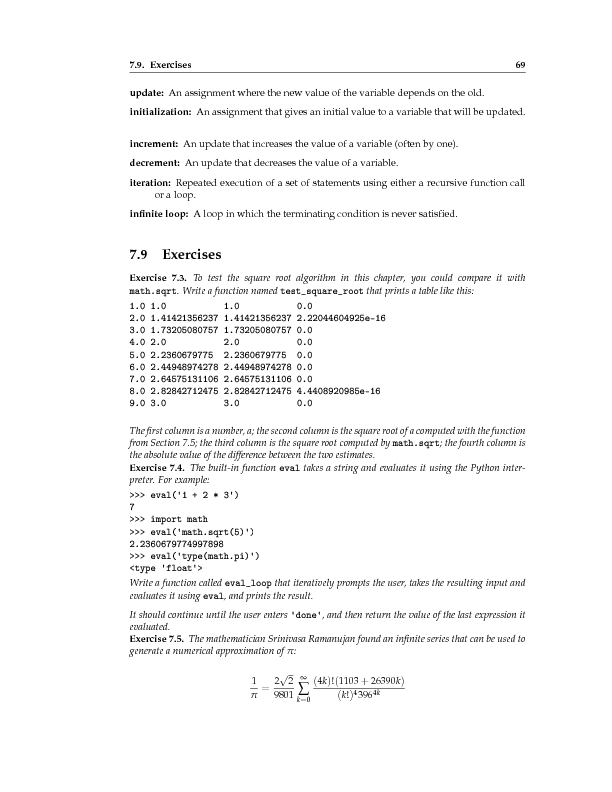 7.9. Exercises 69
update: An assignment where the new value of the variable depends on the old.
initialization: An assignment that gives an initial value to a variable that will be updated.
increment: An update that increases the value of a variable (often by one).
decrement: An update that decreases the value of a variable.
iteration: Repeated execution of a set of statements using either a recursive function call
or a loop.
infinite loop: A loop in which the terminating condition is never satisfied.
7.9 Exercises
Exercise 7.3. To test the square root algorithm in this chapter, you could compare it with
math.sqrt. Write a function named test_square_root that prints a table like this:
1.0 1.0 1.0 0.0
2.0 1.41421356237 1.41421356237 2.22044604925e-16
3.0 1.73205080757 1.73205080757 0.0
4.0 2.0 2.0 0.0
5.0 2.2360679775 2.2360679775 0.0
6.0 2.44948974278 2.44948974278 0.0
7.0 2.64575131106 2.64575131106 0.0
8.0 2.82842712475 2.82842712475 4.4408920985e-16
9.0 3.0 3.0 0.0
The first column is a number, a; the second column is the square root of a computed with the function
from Section 7.5; the third column is the square root computed by math.sqrt; the fourth column is
the absolute value of the difference between the two estimates.
Exercise 7.4. The built-in function eval takes a string and evaluates it using the Python inter-
preter. For example:
>>> eval('1 + 2 * 3')
7
>>> import math
>>> eval('math.sqrt(5)')
2.2360679774997898
>>> eval('type(math.pi)')
<type 'float'>
Write a function called eval_loop that iteratively prompts the user, takes the resulting input and
evaluates it using eval, and prints the result.
It should continue until the user enters 'done', and then return the value of the last expression it
evaluated.
Exercise 7.5. The mathematician Srinivasa Ramanujan found an infinite series that can be used to
generate a numerical approximation of π:
1/π = 2√2/9801 ∑_{k=0}^{∞} (4k)!(1103 + 26390k)/(k!)^4 396^{4k}